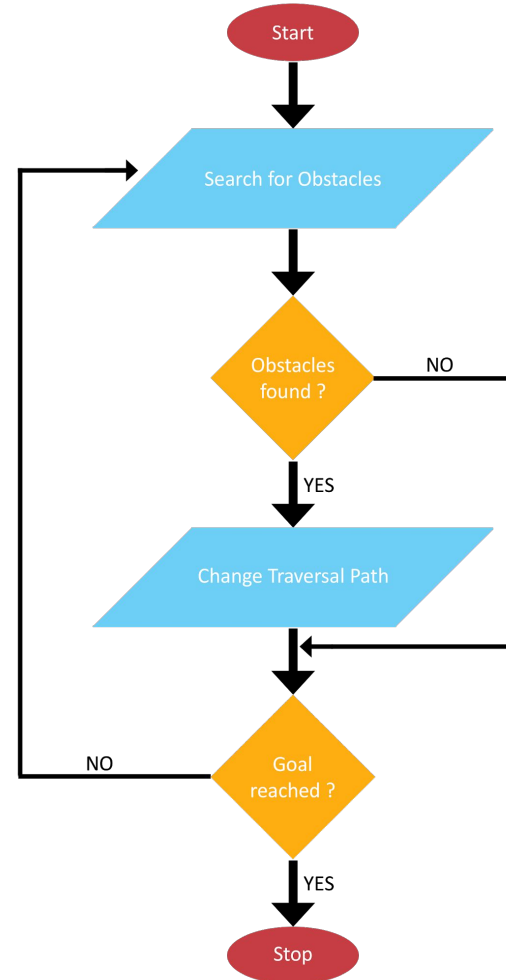 Start
Search for Obstacles
Obstacles
found ?
NO
YES
Change Traversal Path
Goal
reached ?
NO
YES
Stop